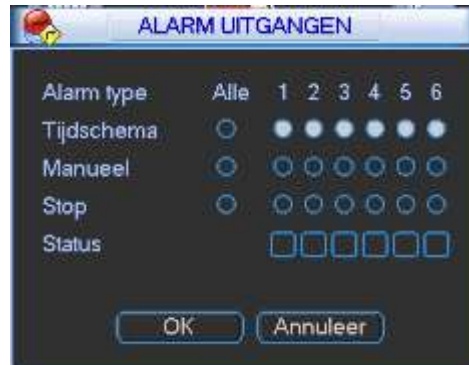 ALARM UITGANGEN
Alarm type Alle 1 2 3 4 5 6
Tijdschema
Manueel
Stop
Status
OK Annuleer